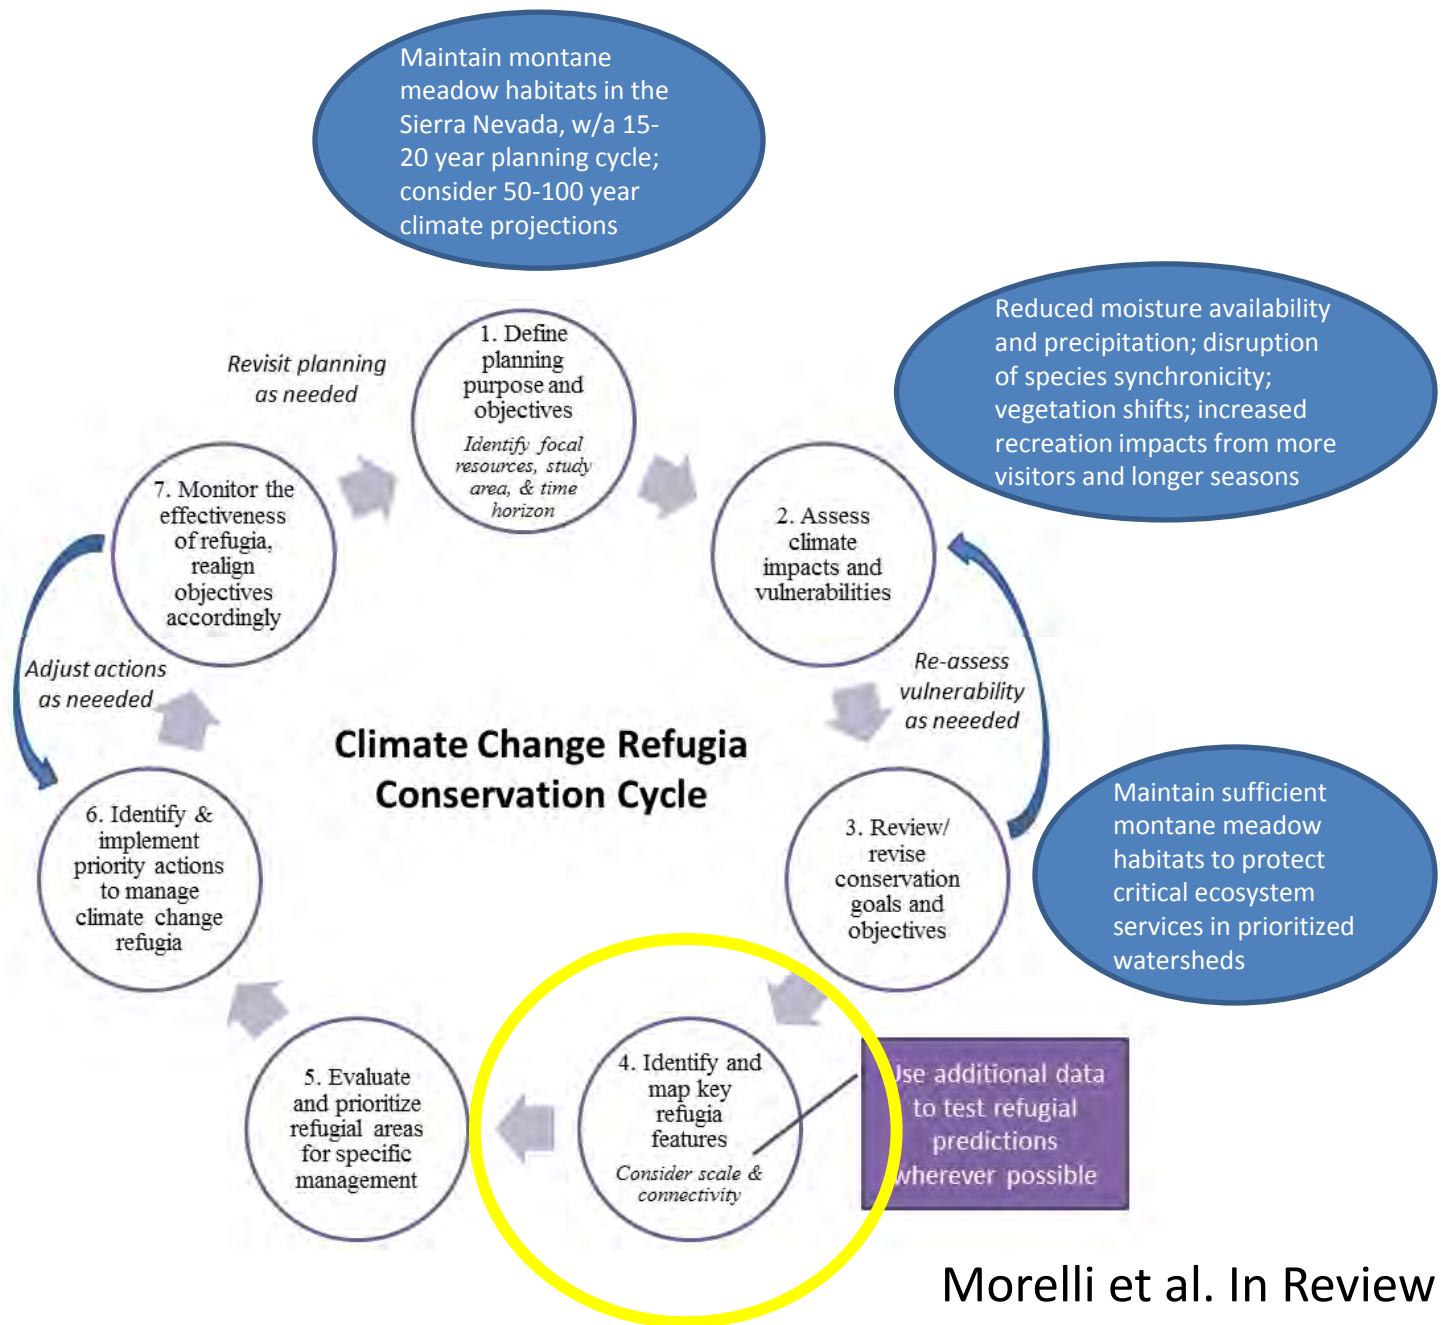 Maintain montane
meadow habitats in the
Sierra Nevada, w/a 15-
20 year planning cycle;
consider 50-100 year
climate projections
Reduced moisture availability
and precipitation; disruption
of species synchronicity;
vegetation shifts; increased
recreation impacts from more
visitors and longer seasons
1. Define
planning
purpose and
objectives
Identify focal
resources, study
area, & time
horizon
Revisit planning
as needed
7. Monitor the
effectiveness
of refugia,
realign
objectives
accordingly
2. Assess
climate
impacts and
vulnerabilities
Adjust actions
as neeeded
Re-assess
vulnerability
as neeeded
Climate Change Refugia
Conservation Cycle
6. Identify &
implement
priority actions
to manage
climate change
refugia
3. Review/
revise
conservation
goals and
objectives
Maintain sufficient
montane meadow
habitats to protect
critical ecosystem
services in prioritized
watersheds
5. Evaluate
and prioritize
refugial areas
for specific
management
4. Identify and
map key
refugia
features
Consider scale &
connectivity
Use additional data
to test refugial
predictions
wherever possible
Morelli et al. In Review